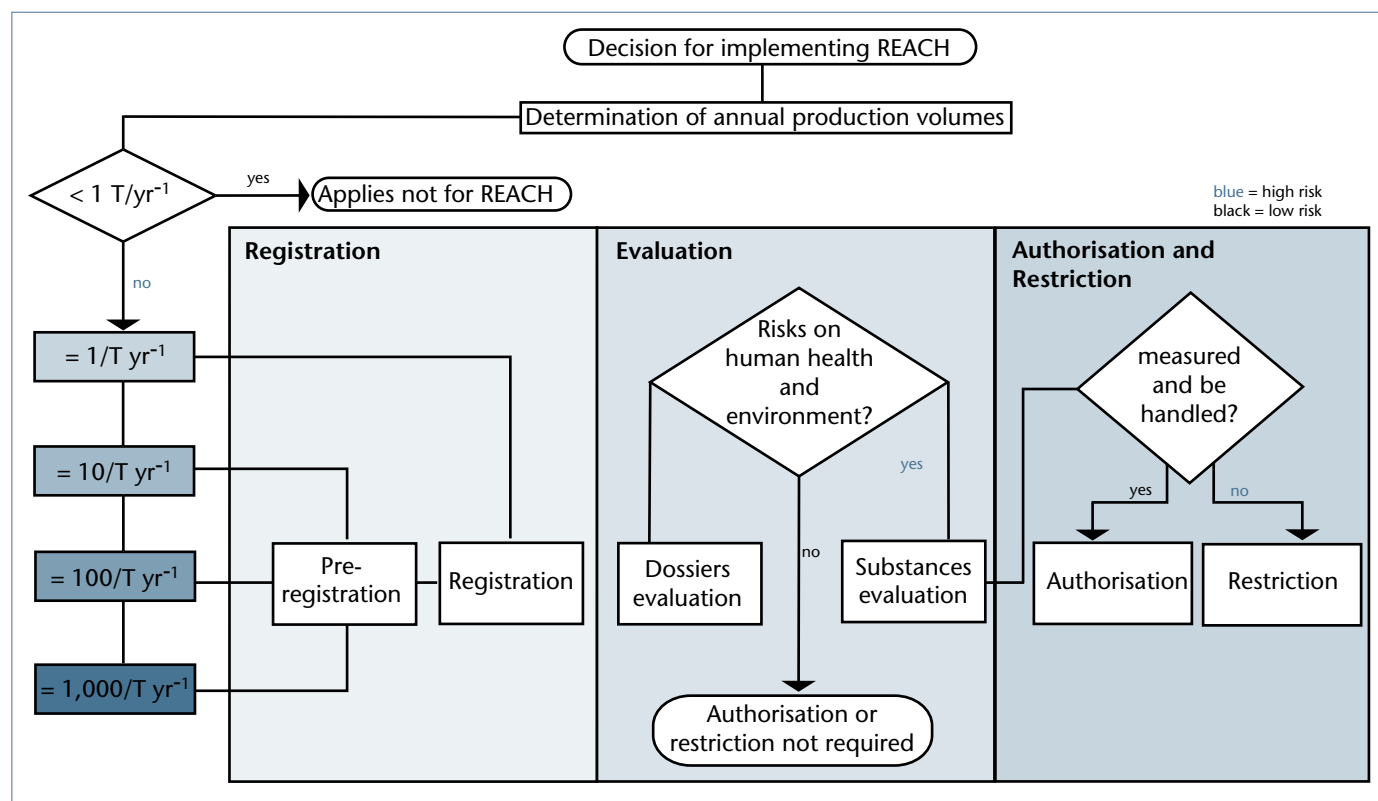 Decision for implementing REACH
Determination of annual production volumes
< 1 T/yr⁻¹
yes
Applies not for REACH
blue = high risk
black = low risk
no
Registration
Evaluation
Authorisation and
Restriction
= 1/T yr⁻¹
= 10/T yr⁻¹
= 100/T yr⁻¹
= 1,000/T yr⁻¹
Pre-
registration
Registration
Risks on
human health
and
environment?
yes
no
Dossiers
evaluation
Substances
evaluation
Authorisation or
restriction not required
measured
and be
handled?
yes
no
Authorisation
Restriction